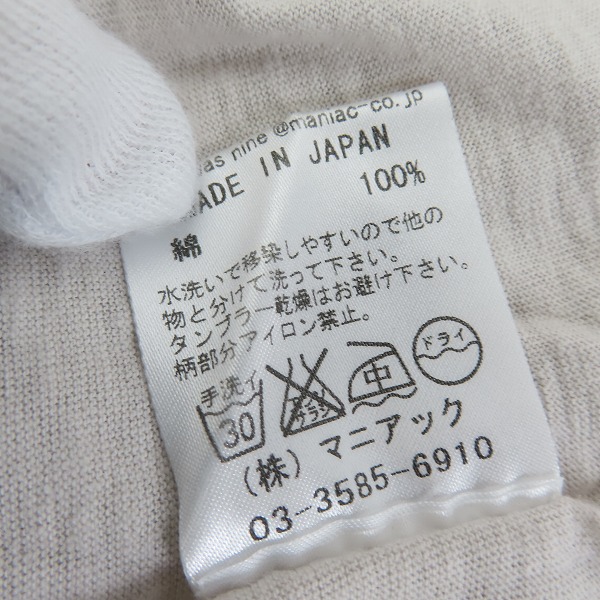 nine @maniac-co.jp
MADE IN JAPAN
綿 100%
水洗いで移染しやすいので他の
物と分けて洗って下さい。
タンブラー乾燥はお避け下さい。
柄部分アイロン禁止。
手洗イ
30 中 ドライ
(株) マニアック
03-3585-6910